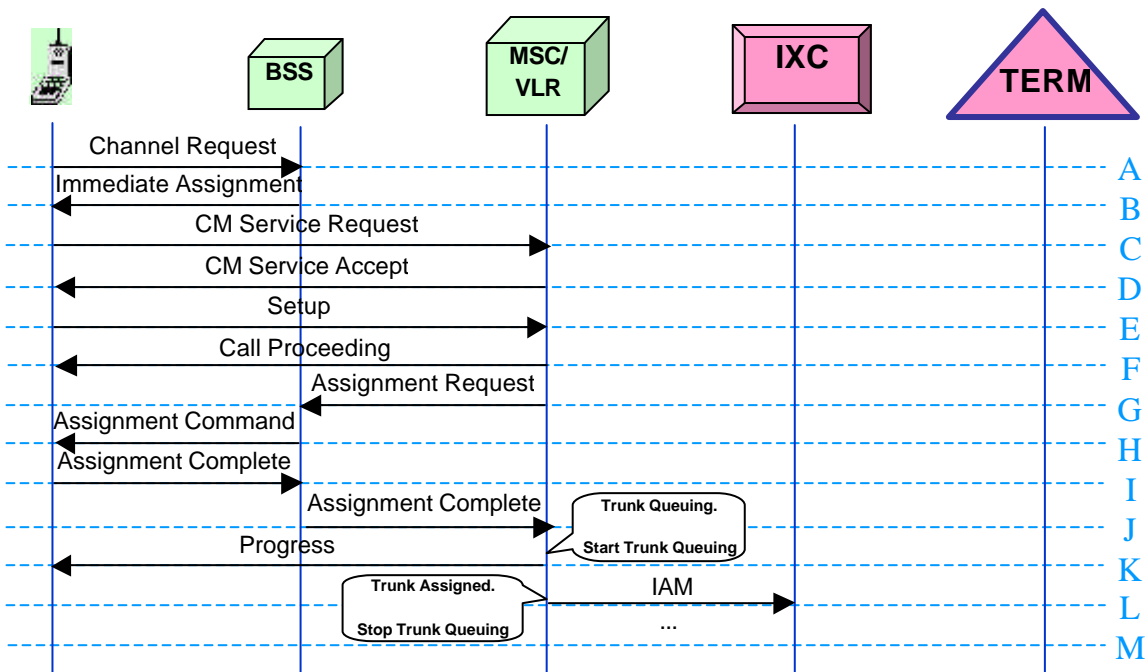 BSS
MSC/
VLR
IXC
TERM
Channel Request
A
Immediate Assignment
B
CM Service Request
C
CM Service Accept
D
Setup
E
Call Proceeding
F
Assignment Request
G
Assignment Command
H
Assignment Complete
I
Assignment Complete
Trunk Queuing.
Start Trunk Queuing
J
Progress
K
Trunk Assigned.
Stop Trunk Queuing
IAM
L
...
M